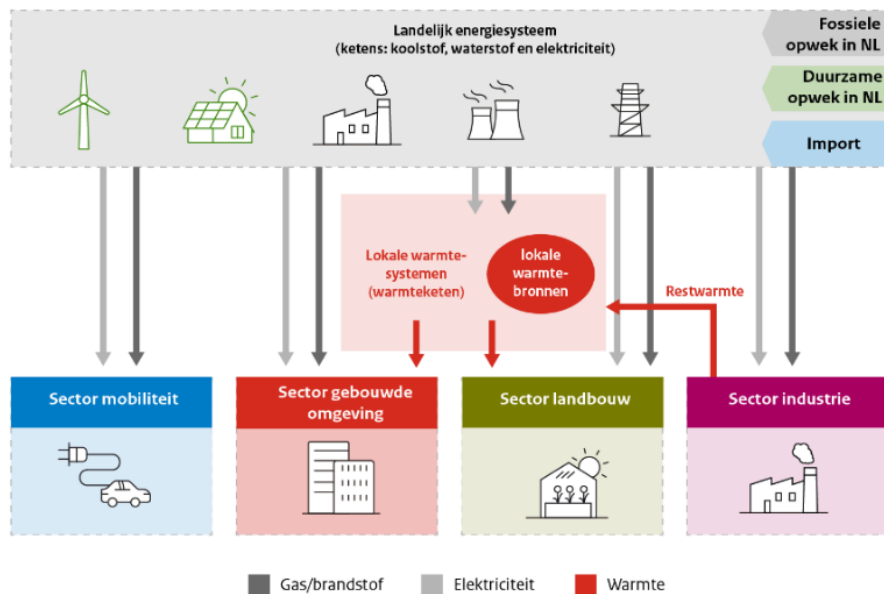 Landelijk energiesysteem
(ketens: koolstof, waterstof en elektriciteit)
Fossiele
opwek in NL
Duurzame
opwek in NL
Import
Lokale warmte-
systemen
(warmteketen)
lokale
warmte-
bronnen
Restwarmte
Sector mobiliteit
Sector gebouwde
omgeving
Sector landbouw
Sector industrie
Gas/brandstof
Elektriciteit
Warmte